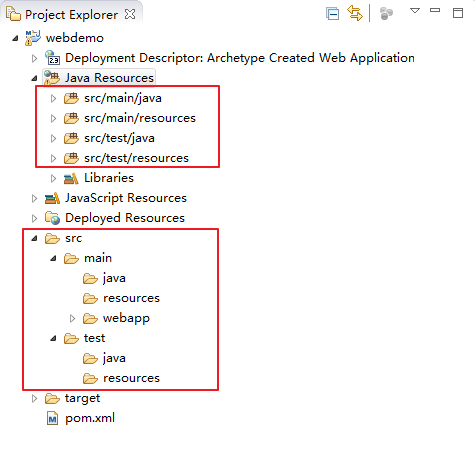 Project Explorer
webdemo
2.3 Deployment Descriptor: Archetype Created Web Application
Java Resources
src/main/java
src/main/resources
src/test/java
src/test/resources
Libraries
JavaScript Resources
Deployed Resources
src
main
java
resources
webapp
test
java
resources
target
M pom.xml